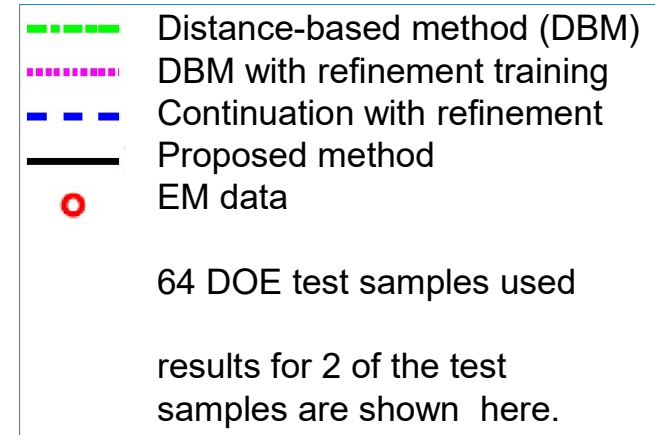 Distance-based method (DBM)
DBM with refinement training
Continuation with refinement
Proposed method
EM data
64 DOE test samples used
results for 2 of the test
samples are shown here.